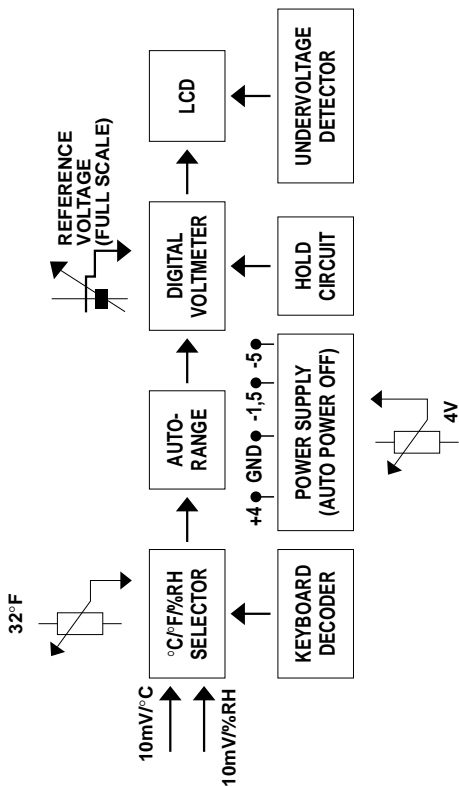 32°F
REFERENCE
VOLTAGE
(FULL SCALE)
10mV/°C
10mV/%RH
°C/°F/%RH
SELECTOR
AUTO-
RANGE
DIGITAL
VOLTMETER
LCD
+4 GND -1,5 -5
KEYBOARD
DECODER
POWER SUPPLY
(AUTO POWER OFF)
HOLD
CIRCUIT
UNDERVOLTAGE
DETECTOR
4V